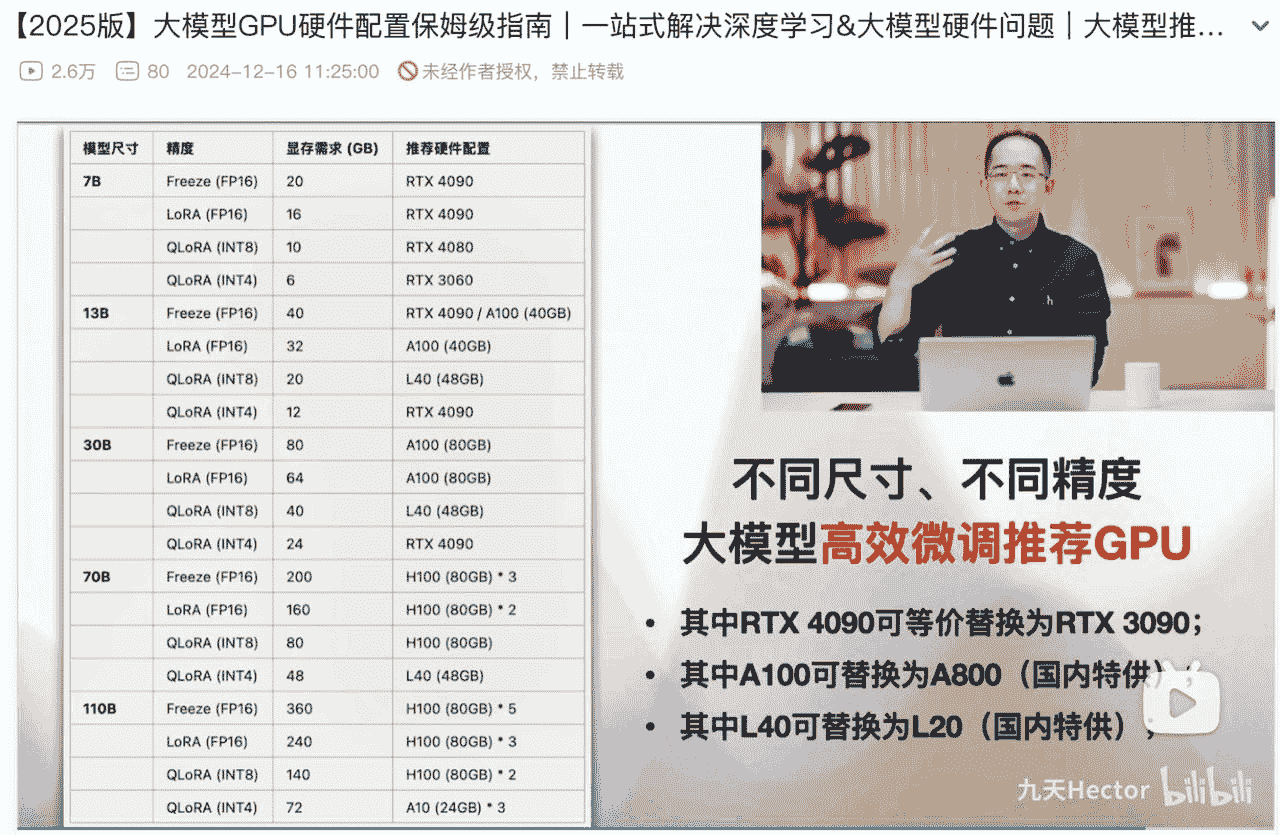 【2025版】大模型GPU硬件配置保姆级指南｜一站式解决深度学习&大模型硬件问题｜大模型推...
2.6万 80 2024-12-16 11:25:00 未经作者授权，禁止转载
模型尺寸 精度 显存需求 (GB) 推荐硬件配置
7B Freeze (FP16) 20 RTX 4090
LoRA (FP16) 16 RTX 4090
QLoRA (INT8) 10 RTX 4080
QLoRA (INT4) 6 RTX 3060
13B Freeze (FP16) 40 RTX 4090 / A100 (40GB)
LoRA (FP16) 32 A100 (40GB)
QLoRA (INT8) 20 L40 (48GB)
QLoRA (INT4) 12 RTX 4090
30B Freeze (FP16) 80 A100 (80GB)
LoRA (FP16) 64 A100 (80GB)
QLoRA (INT8) 40 L40 (48GB)
QLoRA (INT4) 24 RTX 4090
70B Freeze (FP16) 200 H100 (80GB) * 3
LoRA (FP16) 160 H100 (80GB) * 2
QLoRA (INT8) 80 H100 (80GB)
QLoRA (INT4) 48 L40 (48GB)
110B Freeze (FP16) 360 H100 (80GB) * 5
LoRA (FP16) 240 H100 (80GB) * 3
QLoRA (INT8) 140 H100 (80GB) * 2
QLoRA (INT4) 72 A10 (24GB) * 3
h
不同尺寸、不同精度
大模型高效微调推荐GPU
• 其中RTX 4090可等价替换为RTX 3090；
• 其中A100可替换为A800（国内特供）；
• 其中L40可替换为L20（国内特供）；
九天Hector bilibili